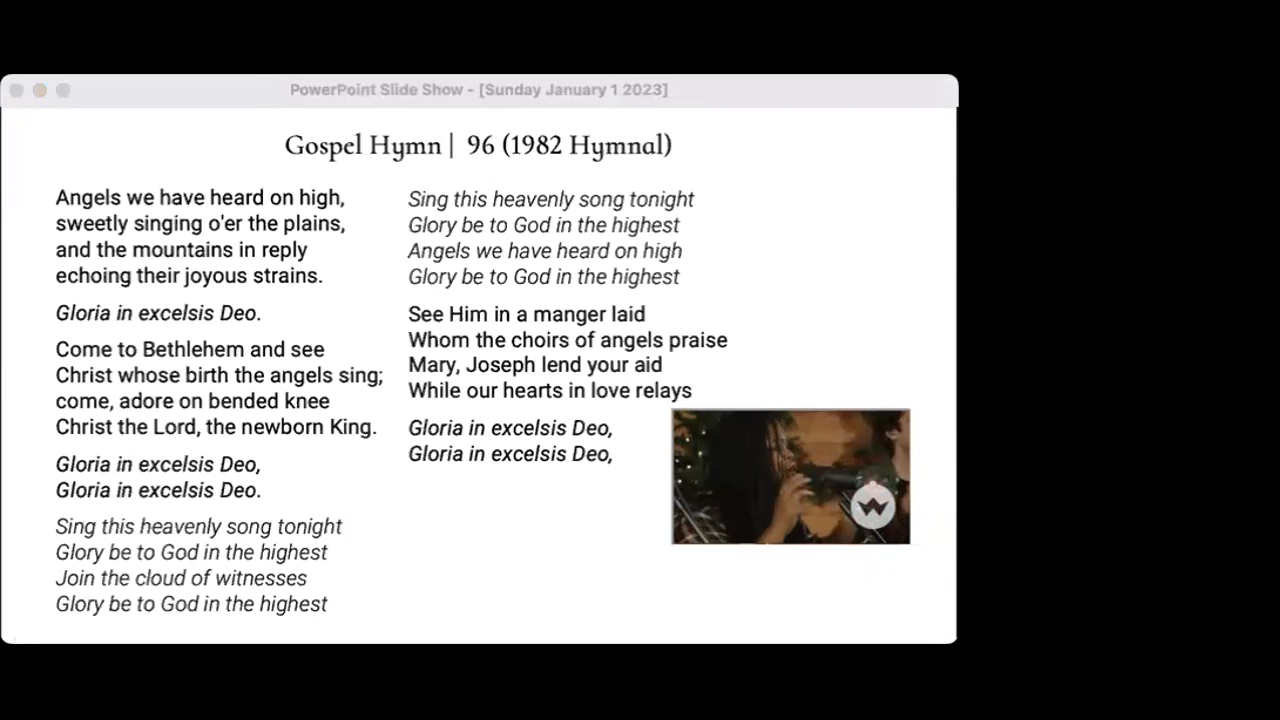 PowerPoint Slide Show - [Sunday January 1 2023]
Gospel Hymn | 96 (1982 Hymnal)
Angels we have heard on high,
sweetly singing o'er the plains,
and the mountains in reply
echoing their joyous strains.
Gloria in excelsis Deo.
Come to Bethlehem and see
Christ whose birth the angels sing;
come, adore on bended knee
Christ the Lord, the newborn King.
Gloria in excelsis Deo,
Gloria in excelsis Deo.
Sing this heavenly song tonight
Glory be to God in the highest
Join the cloud of witnesses
Glory be to God in the highest
Sing this heavenly song tonight
Glory be to God in the highest
Angels we have heard on high
Glory be to God in the highest
See Him in a manger laid
Whom the choirs of angels praise
Mary, Joseph lend your aid
While our hearts in love relays
Gloria in excelsis Deo,
Gloria in excelsis Deo,